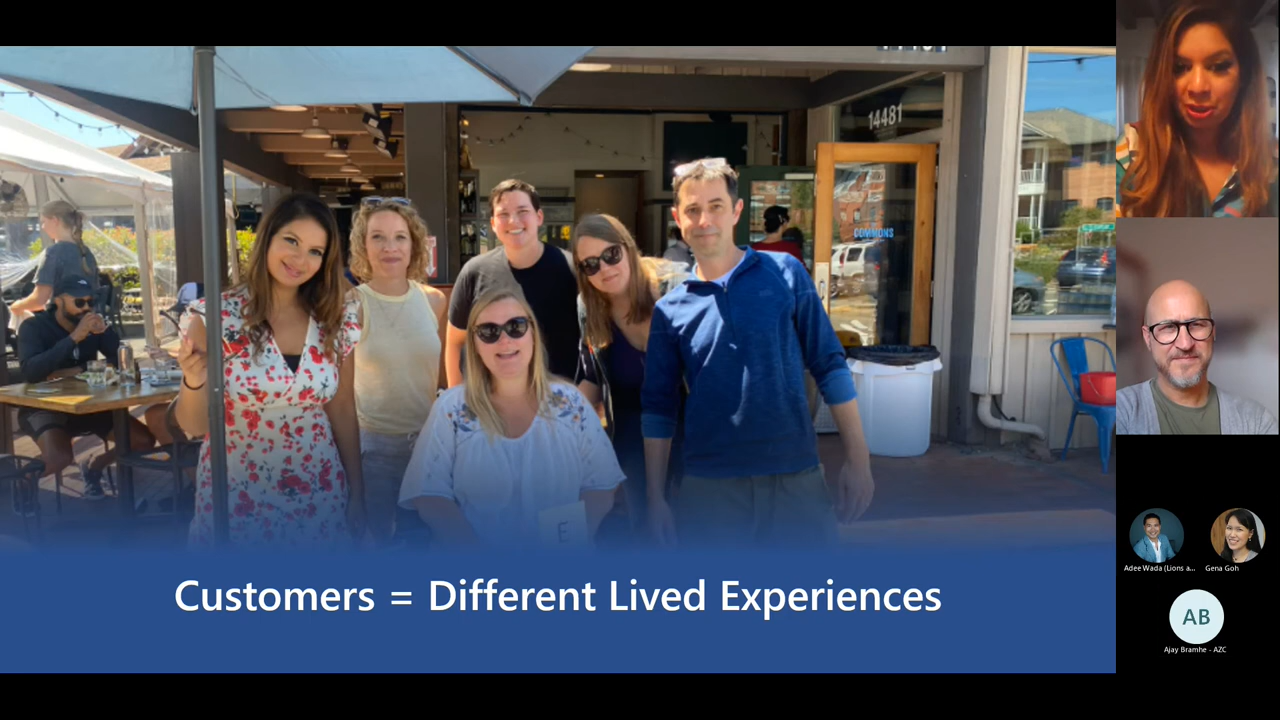 14481
COMMONS
E
Customers = Different Lived Experiences
Adee Wada (Lions a...
Gena Goh
AB
Ajay Bramhe - AZC